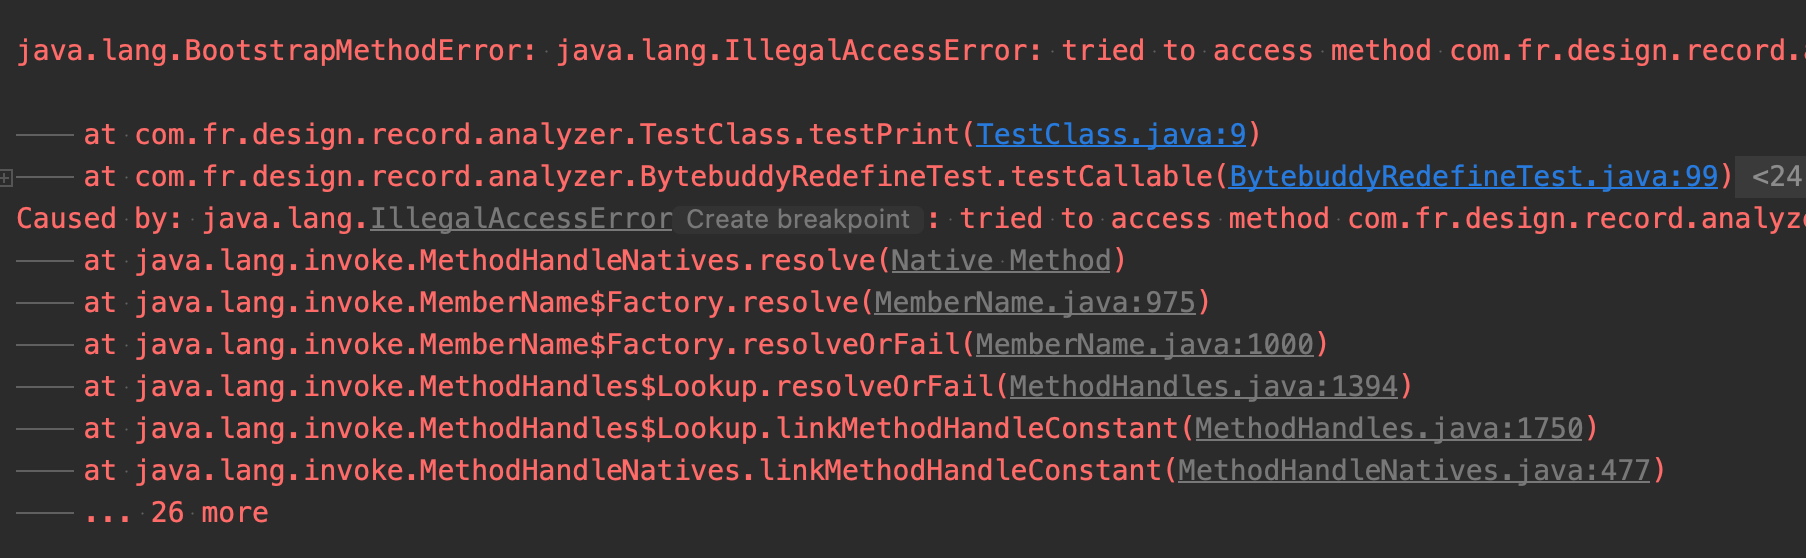 java.lang.BootstrapMethodError: java.lang.IllegalAccessError: tried to access method com.fr.design.record.
at com.fr.design.record.analyzer.TestClass.testPrint(TestClass.java:9)
at com.fr.design.record.analyzer.BytebuddyRedefineTest.testCallable(BytebuddyRedefineTest.java:99) <24
Caused by: java.lang.IllegalAccessError Create breakpoint : tried to access method com.fr.design.record.analyze
at java.lang.invoke.MethodHandleNatives.resolve(Native Method)
at java.lang.invoke.MemberName$Factory.resolve(MemberName.java:975)
at java.lang.invoke.MemberName$Factory.resolveOrFail(MemberName.java:1000)
at java.lang.invoke.MethodHandles$Lookup.resolveOrFail(MethodHandles.java:1394)
at java.lang.invoke.MethodHandles$Lookup.linkMethodHandleConstant(MethodHandles.java:1750)
at java.lang.invoke.MethodHandleNatives.linkMethodHandleConstant(MethodHandleNatives.java:477)
... 26 more